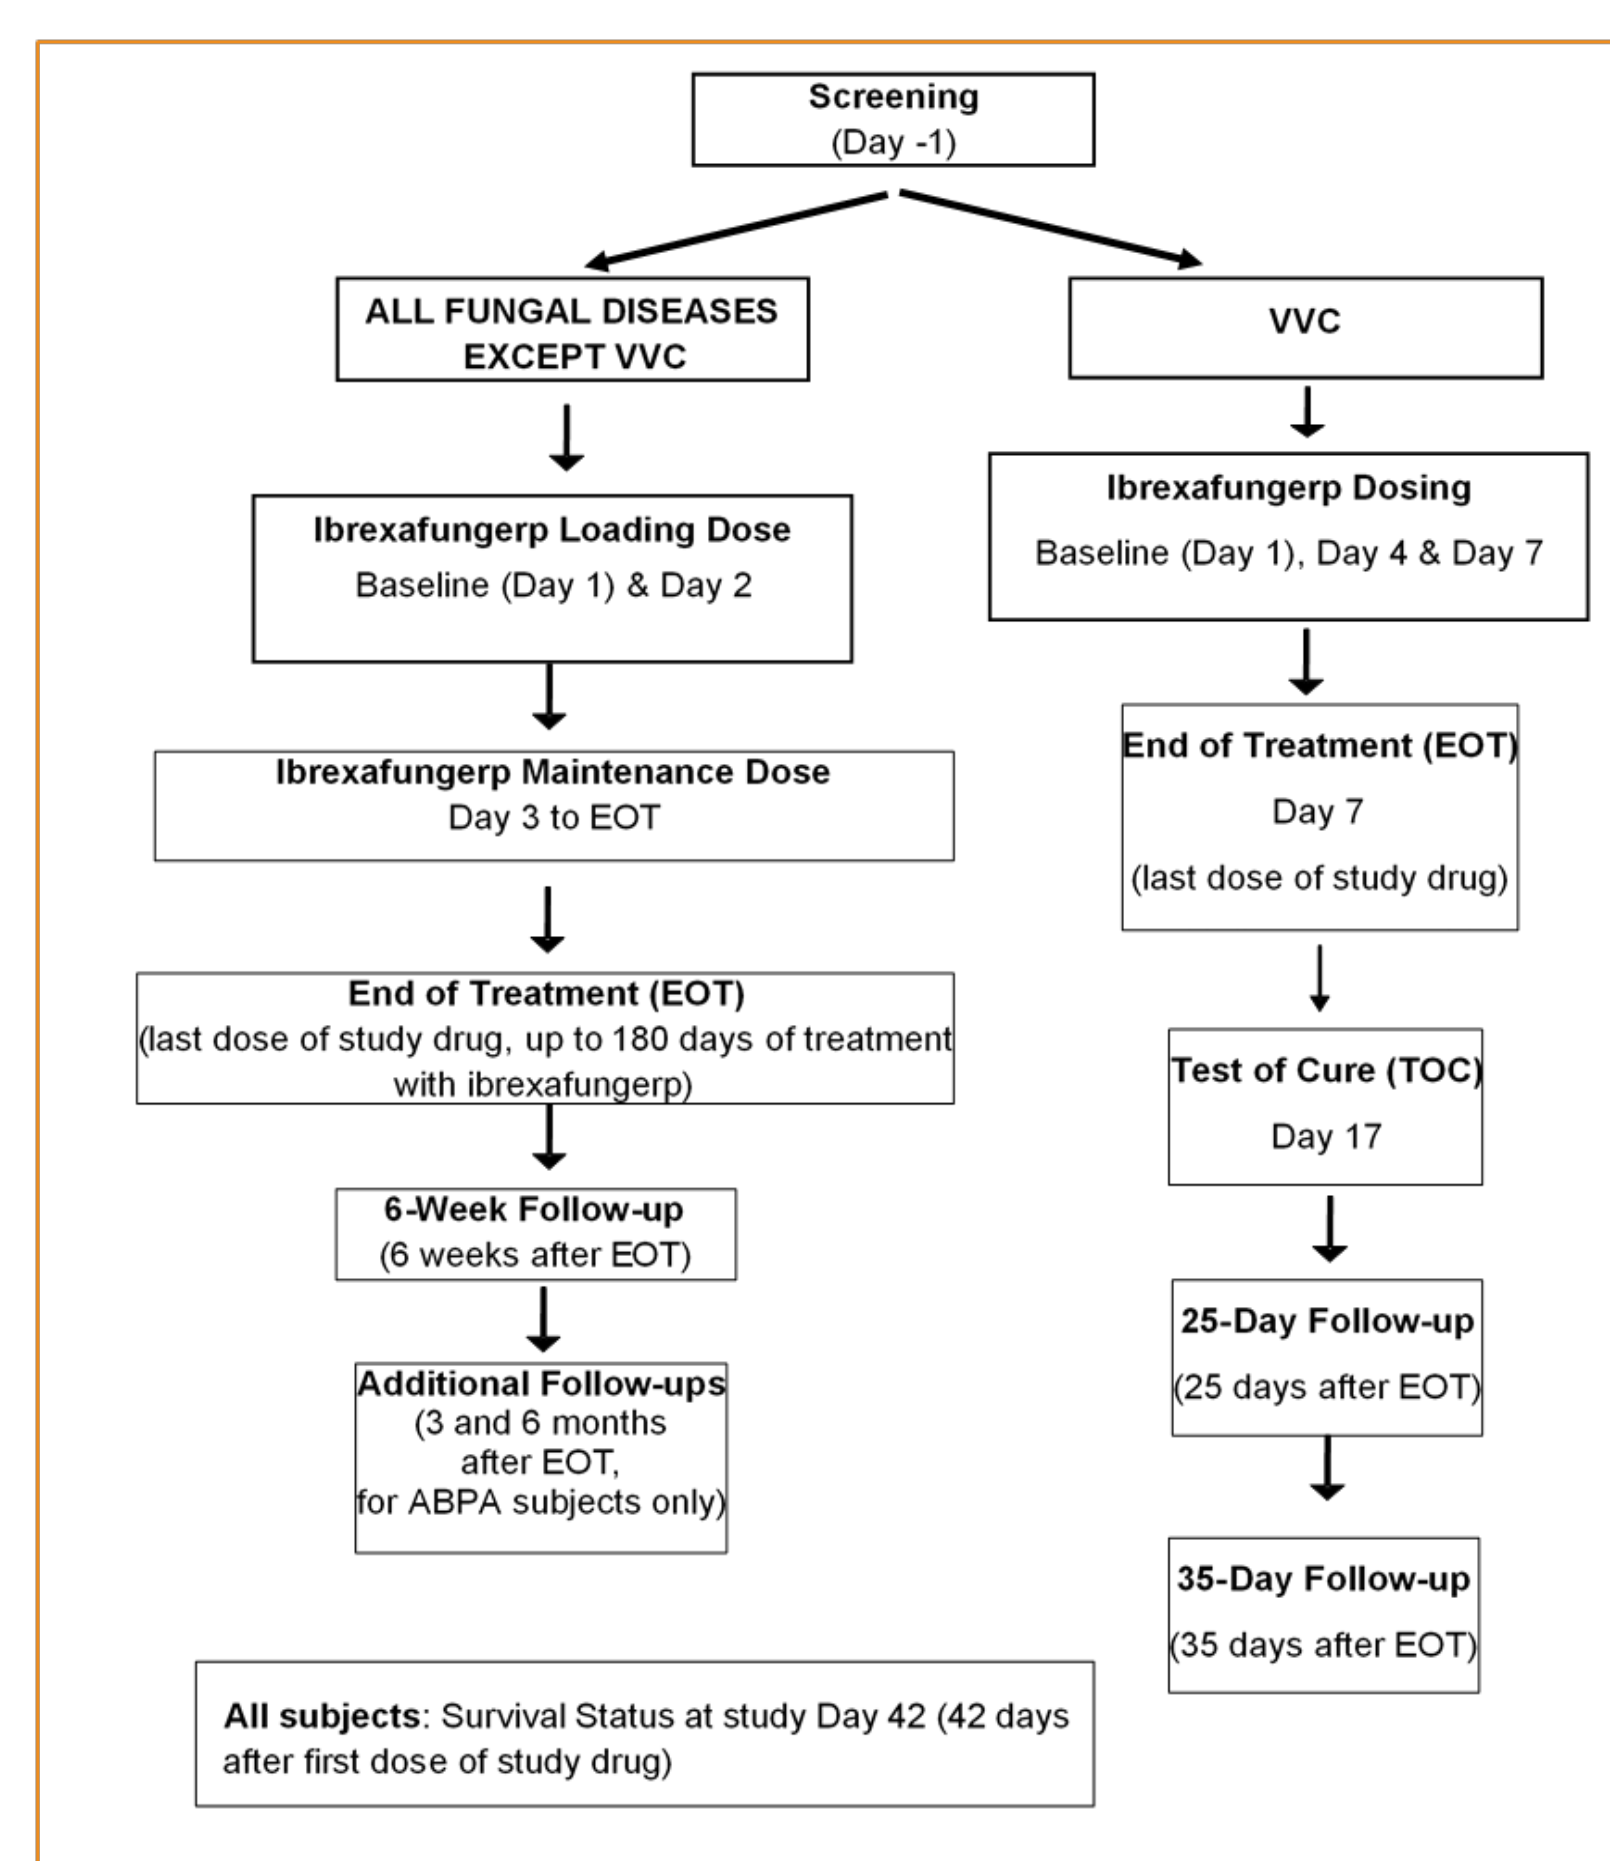 Screening
(Day -1)
ALL FUNGAL DISEASES
EXCEPT VVC
Ibrexafungerp Loading Dose
Baseline (Day 1) & Day 2
Ibrexafungerp Maintenance Dose
Day 3 to EOT
End of Treatment (EOT)
(last dose of study drug, up to 180 days of treatment
with ibrexafungerp)
6-Week Follow-up
(6 weeks after EOT)
Additional Follow-ups
(3 and 6 months
after EOT,
for ABPA subjects only)
VVC
Ibrexafungerp Dosing
Baseline (Day 1), Day 4 & Day 7
End of Treatment (EOT)
Day 7
(last dose of study drug)
Test of Cure (TOC)
Day 17
25-Day Follow-up
(25 days after EOT)
35-Day Follow-up
(35 days after EOT)
All subjects: Survival Status at study Day 42 (42 days
after first dose of study drug)